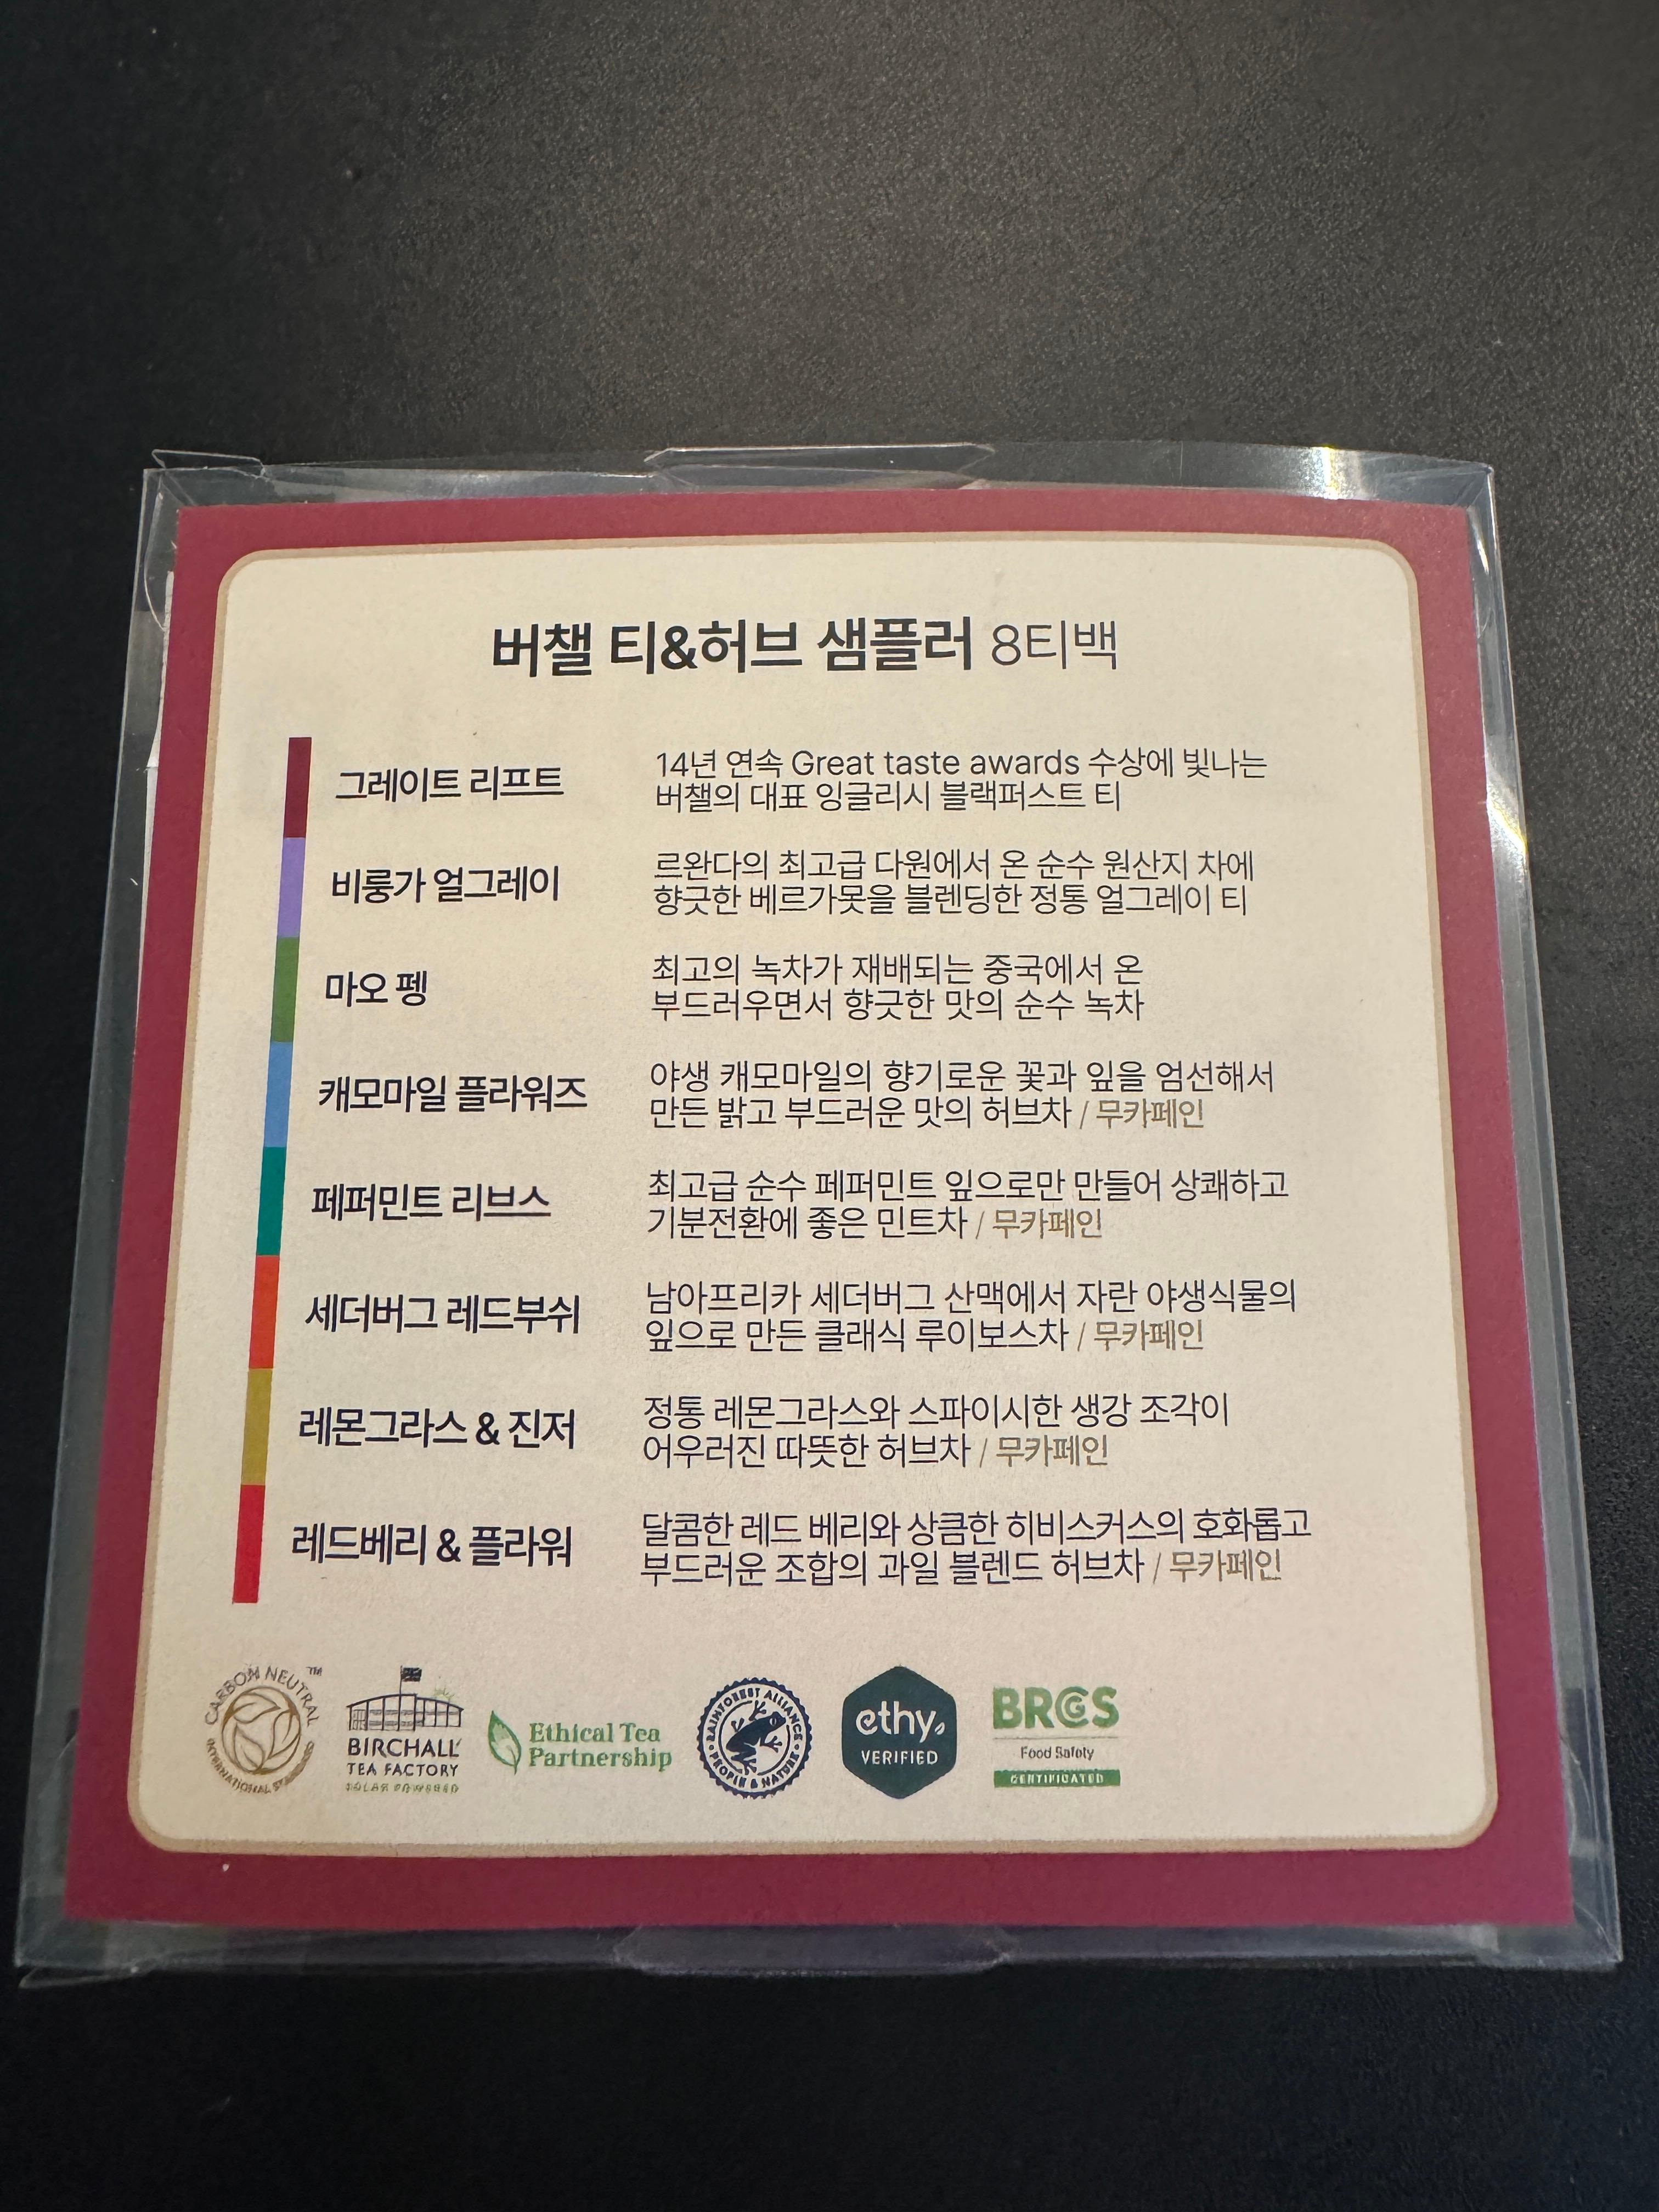 버챌 티&허브 샘플러 8티백
그레이트 리프트
14년 연속 Great taste awards 수상에 빛나는
버챌의 대표 잉글리시 블랙퍼스트 티
비룽가 얼그레이
르완다의 최고급 다원에서 온 순수 원산지 차에
향긋한 베르가못을 블렌딩한 정통 얼그레이 티
마오 펭
최고의 녹차가 재배되는 중국에서 온
부드러우면서 향긋한 맛의 순수 녹차
캐모마일 플라워즈
야생 캐모마일의 향기로운 꽃과 잎을 엄선해서
만든 밝고 부드러운 맛의 허브차 / 무카페인
페퍼민트 리브스
최고급 순수 페퍼민트 잎으로만 만들어 상쾌하고
기분전환에 좋은 민트차 / 무카페인
세더버그 레드부쉬
남아프리카 세더버그 산맥에서 자란 야생식물의
잎으로 만든 클래식 루이보스차 / 무카페인
레몬그라스 & 진저
정통 레몬그라스와 스파이시한 생강 조각이
어우러진 따뜻한 허브차 / 무카페인
레드베리 & 플라워
달콤한 레드 베리와 상큼한 히비스커스의 호화롭고
부드러운 조합의 과일 블렌드 허브차 / 무카페인
CARBON NEUTRAL™
INTERNATIONAL STANDARD
BIRCHALL
TEA FACTORY
SOLAR POWERED
Ethical Tea
Partnership
RAINFOREST ALLIANCE
PEOPLE & NATURE
ethy
VERIFIED
BRCGS
Food Safety
CERTIFICATED